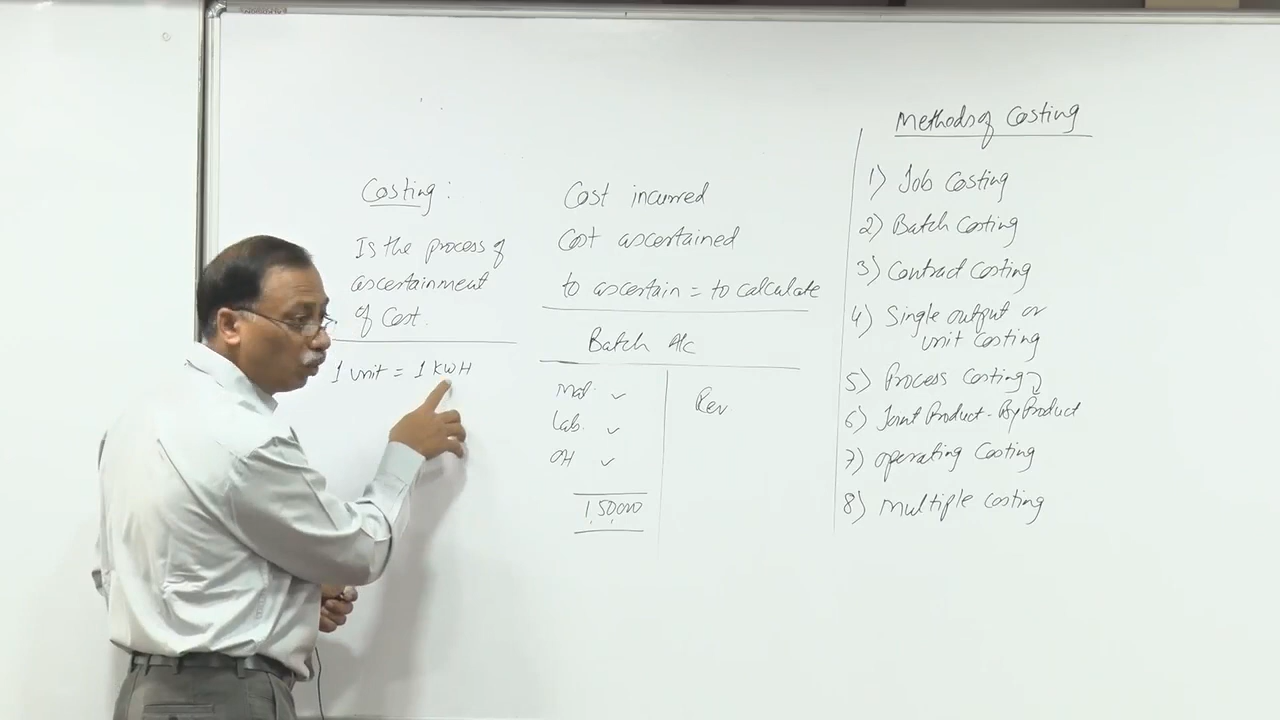 Costing :
Is the process of
ascertainment
of Cost.
1 unit = 1 KWH
Cost incurred
Cost ascertained
to ascertain = to calculate
Batch A/c
Mat. ✓
Lab. ✓
OH ✓
1,50,000
Rev
Methods of Costing
1) Job Costing
2) Batch Costing
3) Contract Costing
4) Single output or
unit Costing
5) Process Costing
6) Joint Product - By Product
7) Operating Costing
8) Multiple Costing